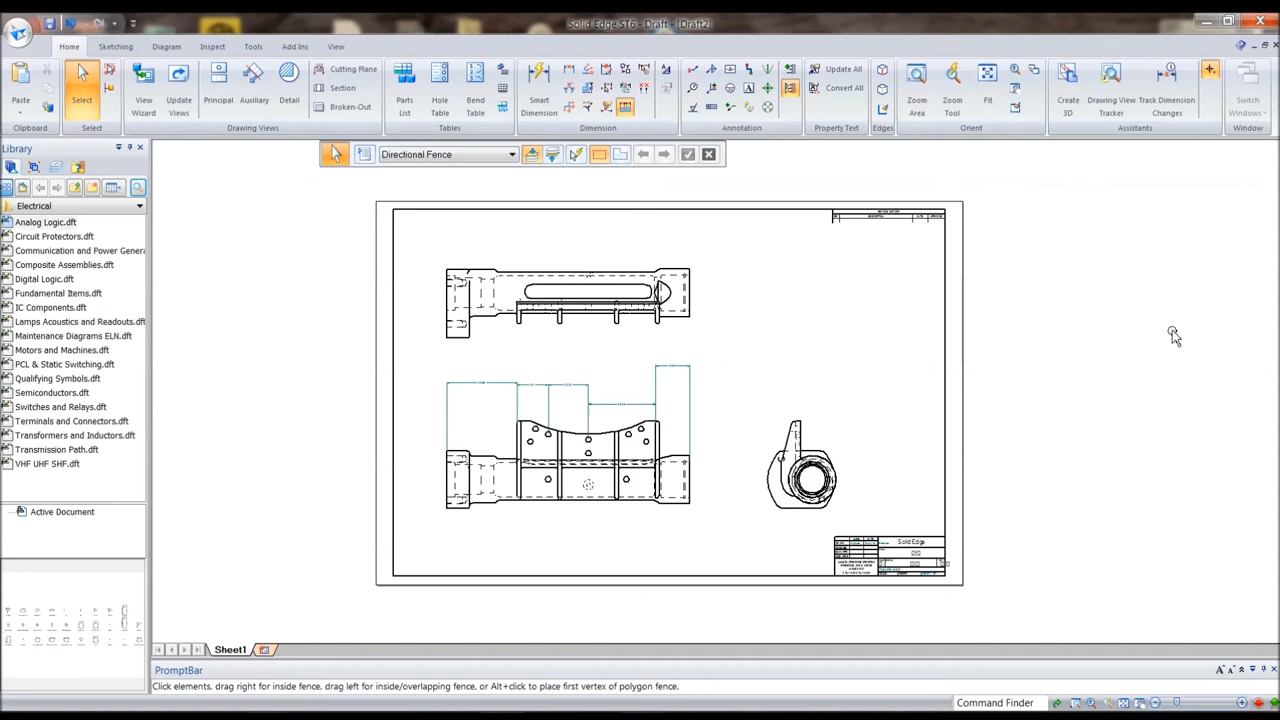 Solid Edge ST6 - Draft - [Draft2]
Home Sketching Diagram Inspect Tools Add Ins View
Paste Select View Wizard Update Views Principal Auxiliary Detail Cutting Plane Section Broken-Out Parts List Hole Table Bend Table Smart Dimension Update All Convert All Zoom Area Zoom Tool Fit Create 3D Drawing View Tracker Track Dimension Changes Switch Windows
Clipboard Select Drawing Views Tables Dimension Annotation Property Text Edges Orient Assistants Window
Library
Directional Fence
Electrical
Analog Logic.dft
Circuit Protectors.dft
Communication and Power Genera
Composite Assemblies.dft
Digital Logic.dft
Fundamental Items.dft
IC Components.dft
Lamps Acoustics and Readouts.dft
Maintenance Diagrams ELN.dft
Motors and Machines.dft
PCL & Static Switching.dft
Qualifying Symbols.dft
Semiconductors.dft
Switches and Relays.dft
Terminals and Connectors.dft
Transformers and Inductors.dft
Transmission Path.dft
VHF UHF SHF.dft
Active Document
Solid Edge
Sheet1
PromptBar
Click elements, drag right for inside fence, drag left for inside/overlapping fence, or Alt+click to place first vertex of polygon fence.
Command Finder